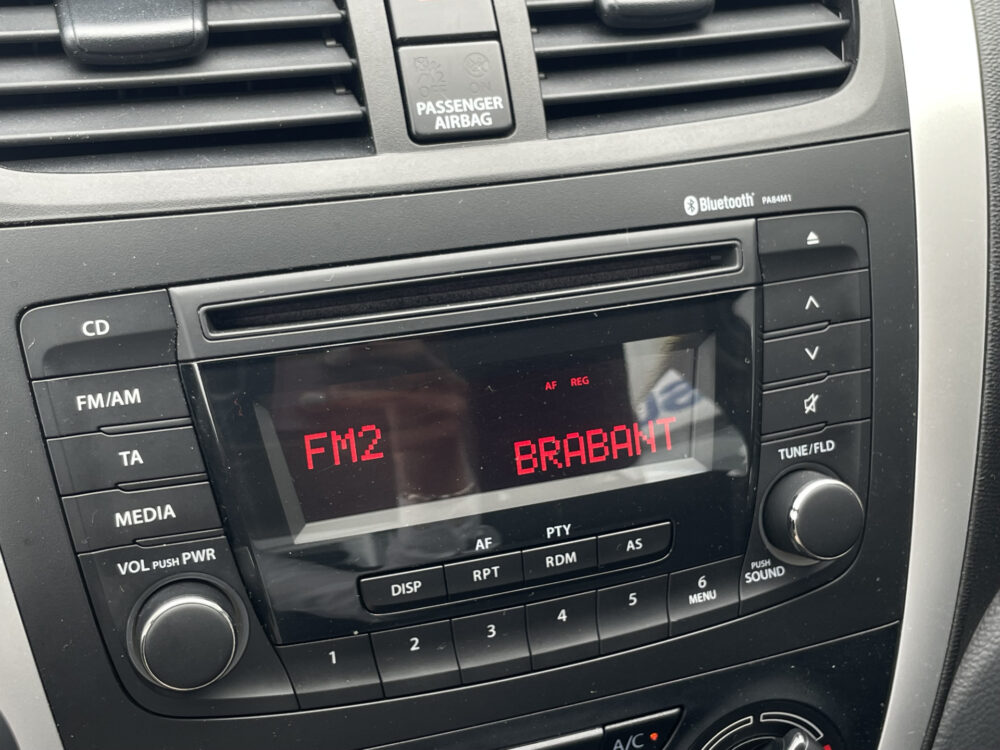 PASSENGER
AIRBAG
Bluetooth PA84M1
CD
FM/AM
TA
MEDIA
VOL PUSH PWR
AF REG
FM2 BRABANT
AF PTY
DISP RPT RDM AS
1 2 3 4 5 6
MENU
TUNE/FLD
PUSH
SOUND
A/C